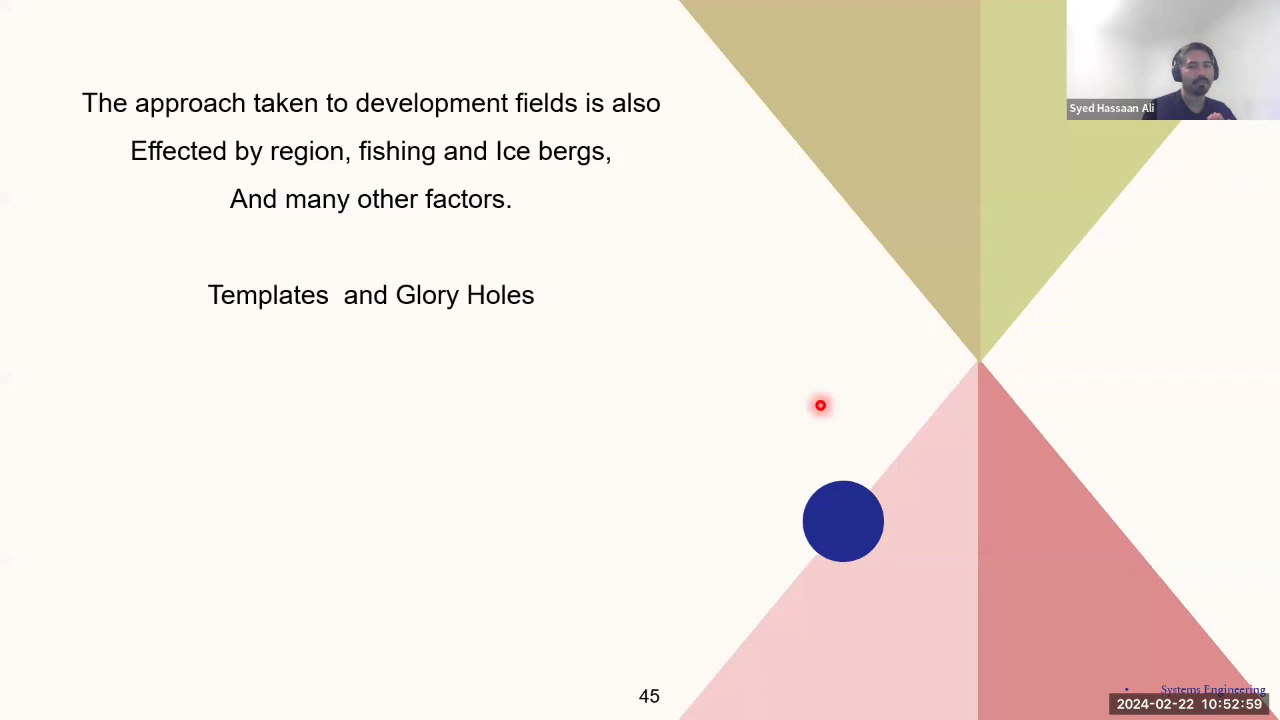 The approach taken to development fields is also
Effected by region, fishing and Ice bergs,
And many other factors.
Templates  and Glory Holes
Syed Hassaan Ali
45
• Systems Engineering
2024-02-22 10:52:59